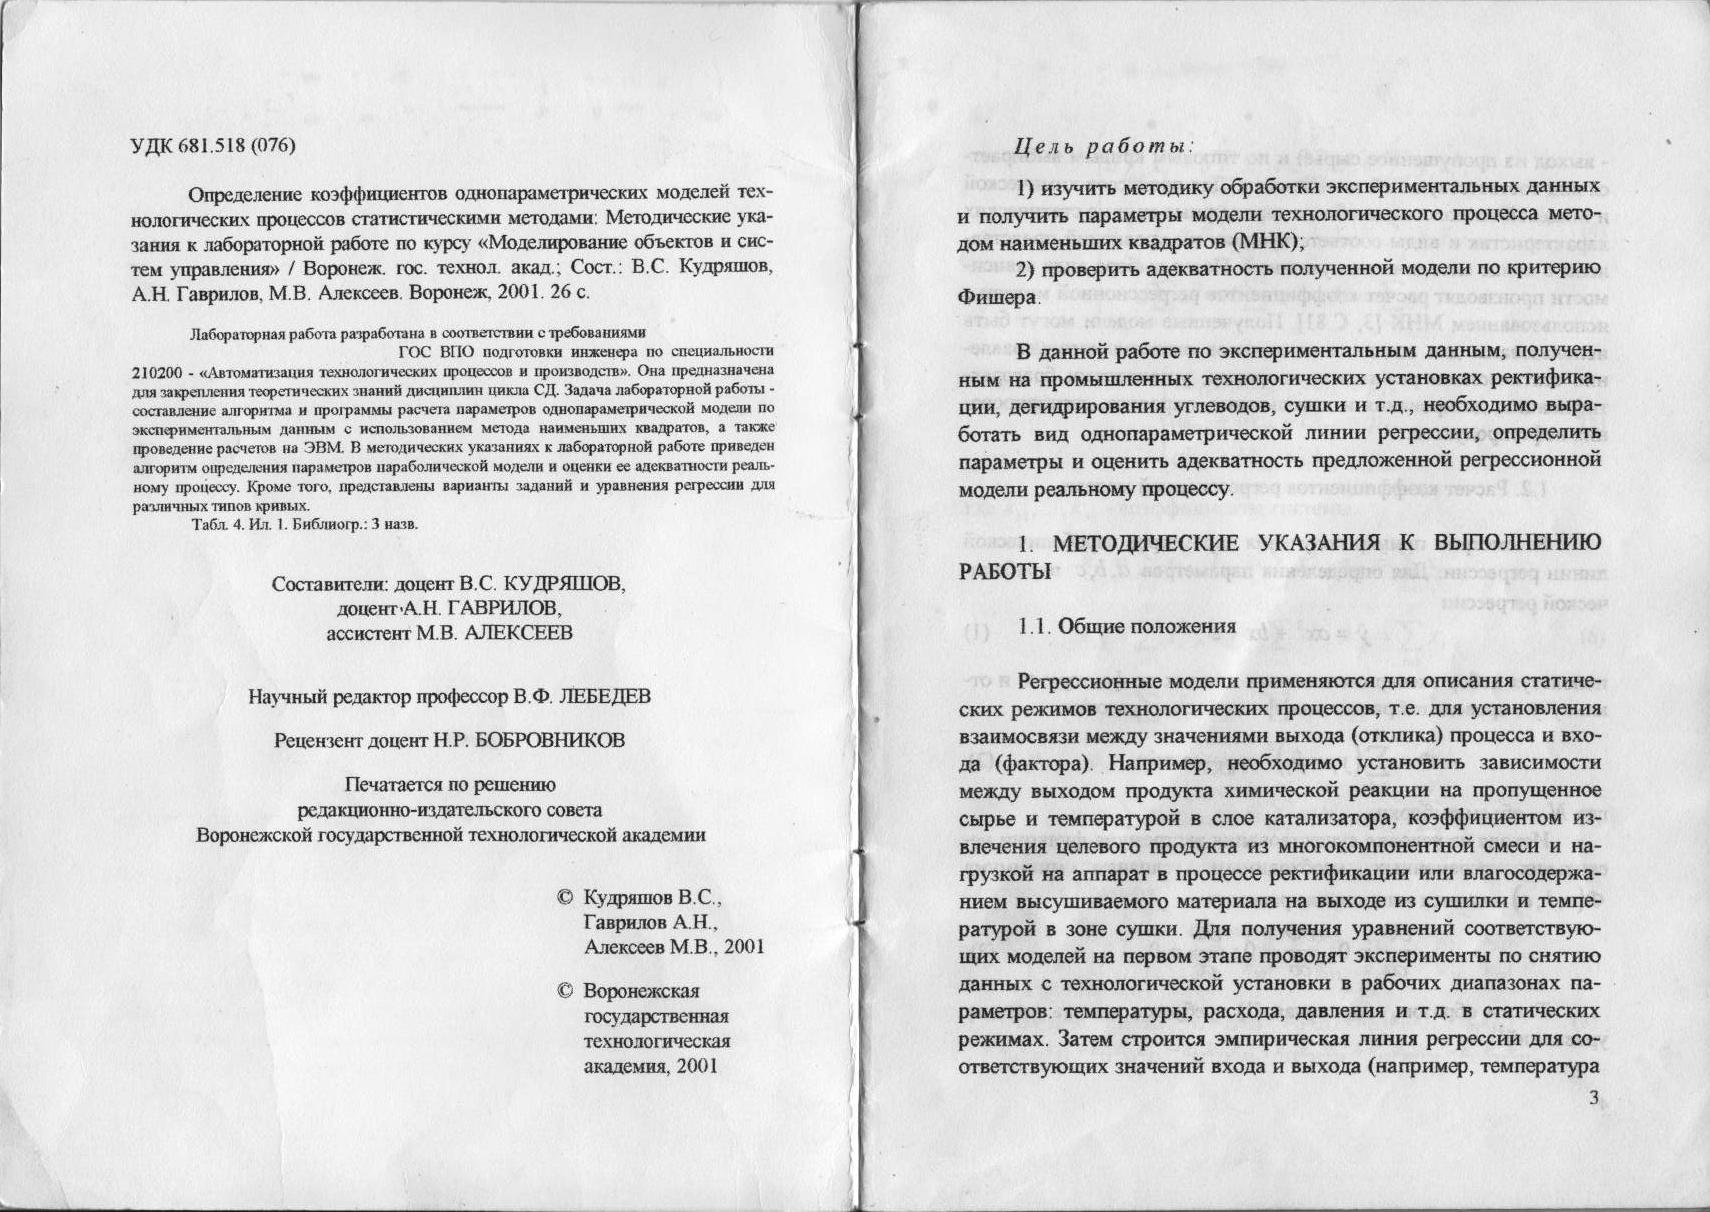 УДК 681.518 (076)
Определение коэффициентов однопараметрических моделей тех-
нологических процессов статистическими методами: Методические ука-
зания к лабораторной работе по курсу «Моделирование объектов и сис-
тем управления» / Воронеж. гос. технол. акад.; Сост.: В.С. Кудряшов,
А.Н. Гаврилов, М.В. Алексеев. Воронеж, 2001. 26 с.
Лабораторная работа разработана в соответствии с требованиями
ГОС ВПО подготовки инженера по специальности
210200 - «Автоматизация технологических процессов и производств». Она предназначена
для закрепления теоретических знаний дисциплин цикла СД. Задача лабораторной работы -
составление алгоритма и программы расчета параметров однопараметрической модели по
экспериментальным данным с использованием метода наименьших квадратов, а также
проведение расчетов на ЭВМ. В методических указаниях к лабораторной работе приведен
алгоритм определения параметров параболической модели и оценки ее адекватности реаль-
ному процессу. Кроме того, представлены варианты заданий и уравнения регрессии для
различных типов кривых.
Табл. 4. Ил. 1. Библиогр.: 3 назв.
Составители: доцент В.С. КУДРЯШОВ,
доцент А.Н. ГАВРИЛОВ,
ассистент М.В. АЛЕКСЕЕВ
Научный редактор профессор В.Ф. ЛЕБЕДЕВ
Рецензент доцент Н.Р. БОБРОВНИКОВ
Печатается по решению
редакционно-издательского совета
Воронежской государственной технологической академии
© Кудряшов В.С.,
Гаврилов А.Н.,
Алексеев М.В., 2001
© Воронежская
государственная
технологическая
академия, 2001
Цель работы:
1) изучить методику обработки экспериментальных данных
и получить параметры модели технологического процесса мето-
дом наименьших квадратов (МНК);
2) проверить адекватность полученной модели по критерию
Фишера.
В данной работе по экспериментальным данным, получен-
ным на промышленных технологических установках ректифика-
ции, дегидрирования углеводов, сушки и т.д., необходимо выра-
ботать вид однопараметрической линии регрессии, определить
параметры и оценить адекватность предложенной регрессионной
модели реальному процессу.
1. МЕТОДИЧЕСКИЕ УКАЗАНИЯ К ВЫПОЛНЕНИЮ
РАБОТЫ
1.1. Общие положения
Регрессионные модели применяются для описания статиче-
ских режимов технологических процессов, т.е. для установления
взаимосвязи между значениями выхода (отклика) процесса и вхо-
да (фактора). Например, необходимо установить зависимости
между выходом продукта химической реакции на пропущенное
сырье и температурой в слое катализатора, коэффициентом из-
влечения целевого продукта из многокомпонентной смеси и на-
грузкой на аппарат в процессе ректификации или влагосодержа-
нием высушиваемого материала на выходе из сушилки и темпе-
ратурой в зоне сушки. Для получения уравнений соответствую-
щих моделей на первом этапе проводят эксперименты по снятию
данных с технологической установки в рабочих диапазонах па-
раметров: температуры, расхода, давления и т.д. в статических
режимах. Затем строится эмпирическая линия регрессии для со-
ответствующих значений входа и выхода (например, температура
3